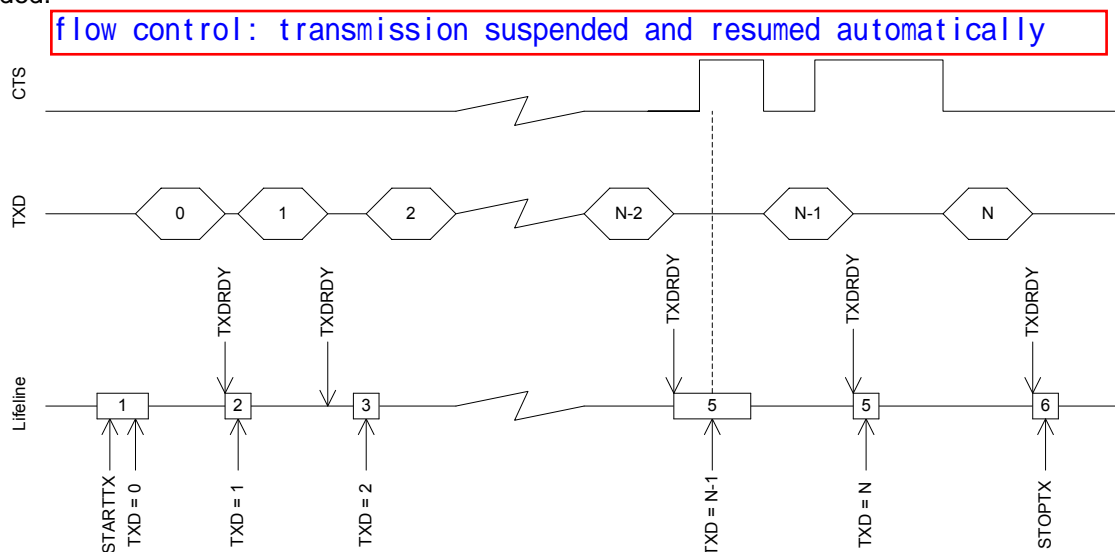 ded.
flow control: transmission suspended and resumed automatically
CTS
TXD
0
1
2
N-2
N-1
N
TXDRDY
TXDRDY
TXDRDY
TXDRDY
TXDRDY
Lifeline
1
2
3
5
5
6
STARTTX
TXD = 0
TXD = 1
TXD = 2
TXD = N-1
TXD = N
STOPTX